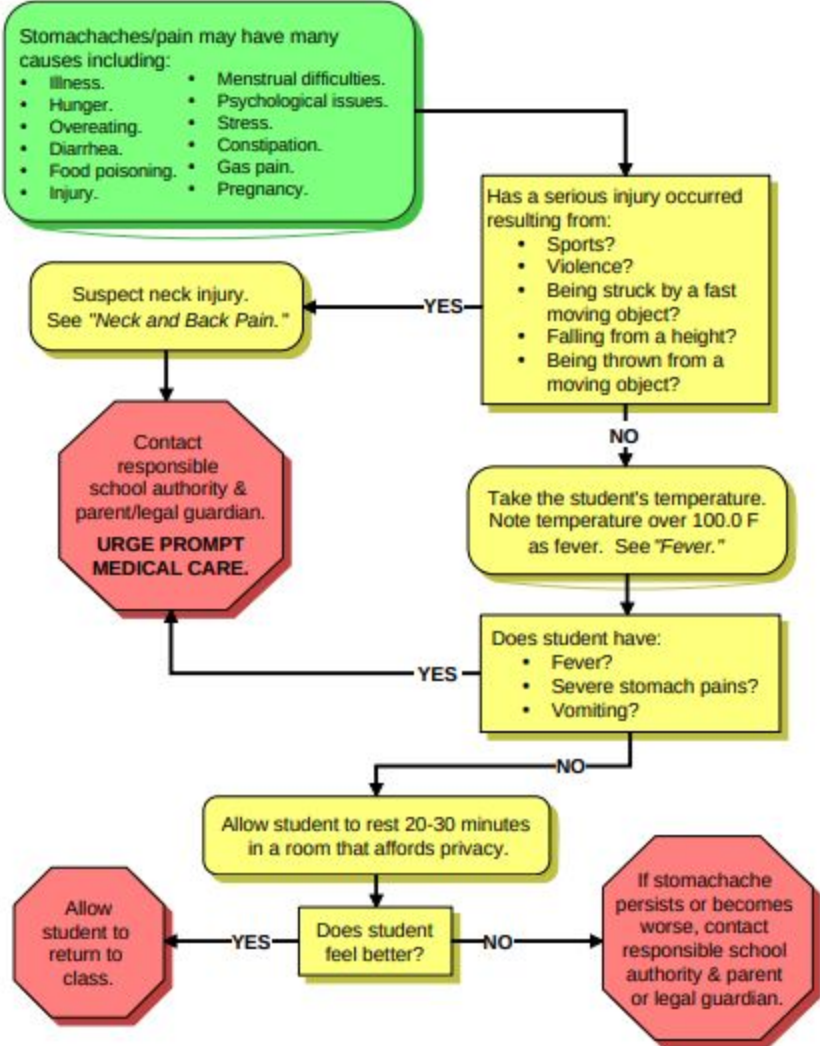 Stomachaches/pain may have many
causes including:
• Illness.
• Hunger.
• Overeating.
• Diarrhea.
• Food poisoning.
• Injury.
• Menstrual difficulties.
• Psychological issues.
• Stress.
• Constipation.
• Gas pain.
• Pregnancy.
Has a serious injury occurred
resulting from:
• Sports?
• Violence?
• Being struck by a fast
moving object?
• Falling from a height?
• Being thrown from a
moving object?
YES
Suspect neck injury.
See "Neck and Back Pain."
Contact
responsible
school authority &
parent/legal guardian.
URGE PROMPT
MEDICAL CARE.
NO
Take the student's temperature.
Note temperature over 100.0 F
as fever. See "Fever."
Does student have:
• Fever?
• Severe stomach pains?
• Vomiting?
YES
NO
Allow student to rest 20-30 minutes
in a room that affords privacy.
Does student
feel better?
YES
Allow
student to
return to
class.
NO
If stomachache
persists or becomes
worse, contact
responsible school
authority & parent
or legal guardian.